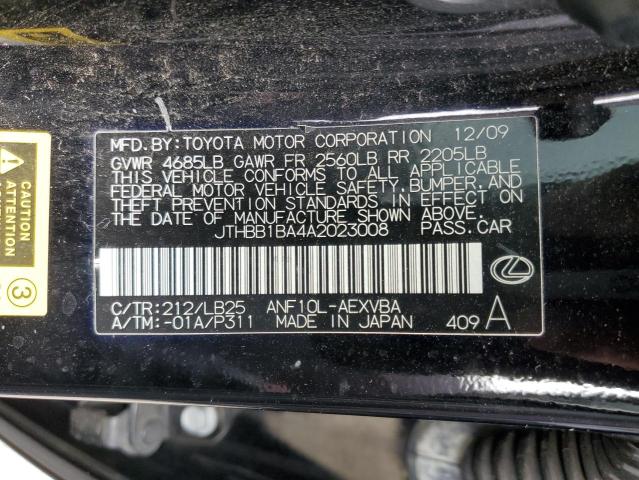 MFD.BY:TOYOTA MOTOR CORPORATION 12/09
GVWR 4685LB GAWR FR 2560LB RR 2205LB
THIS VEHICLE CONFORMS TO ALL APPLICABLE
FEDERAL MOTOR VEHICLE SAFETY,BUMPER,AND
THEFT PREVENTION STANDARDS IN EFFECT ON
THE DATE OF MANUFACTURE SHOWN ABOVE.
JTHBB1BA4A2023008 PASS.CAR
C/TR:212/LB25 ANF10L-AEXVBA
A/TM:-01A/P311 MADE IN JAPAN 409 A
3